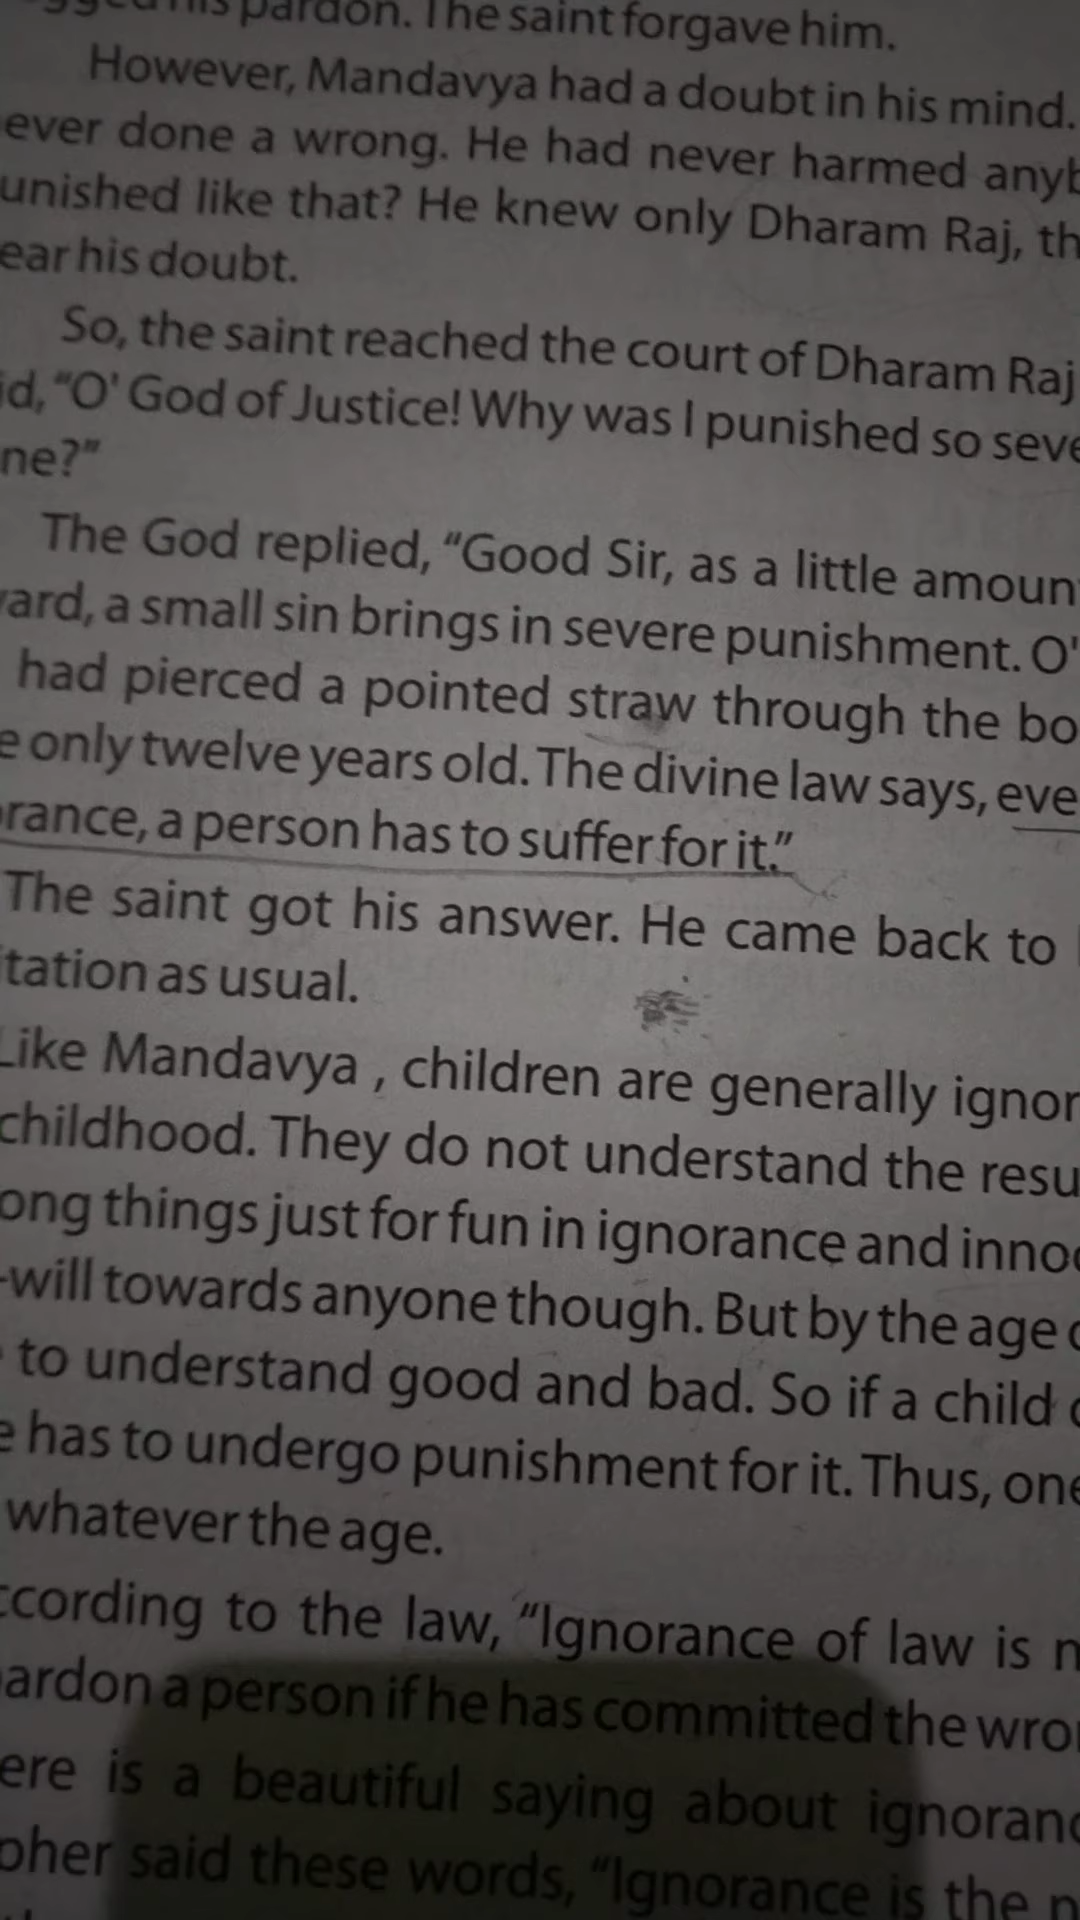 pardon. The saint forgave him.
However, Mandavya had a doubt in his mind.
ever done a wrong. He had never harmed
unished like that? He knew only Dharam Raj,
ear his doubt.
So, the saint reached the court of Dharam Raj
id, “O' God of Justice! Why was I punished so
ne?”
The God replied, “Good Sir, as a little amoun
ard, a small sin brings in severe punishment. O'
had pierced a pointed straw through the
e only twelve years old. The divine law says, eve
orance, a person has to suffer for it.”
The saint got his answer. He came back to
itation as usual.
Like Mandavya , children are generally ignor
childhood. They do not understand the resu
ong things just for fun in ignorance and inno
-will towards anyone though. But by the age
to understand good and bad. So if a child
e has to undergo punishment for it. Thus, one
whatever the age.
ccording to the law, “Ignorance of law is
ardon a person if he has committed the wro
ere is a beautiful saying about ignoranc
opher said these words, “Ignorance is the